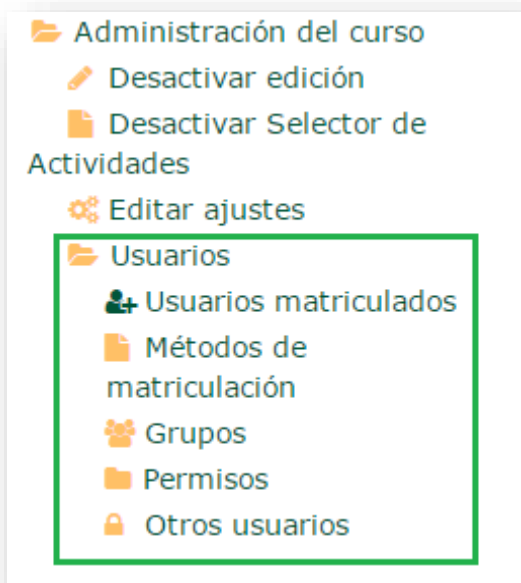 Administración del curso
Desactivar edición
Desactivar Selector de
Actividades
Editar ajustes
Usuarios
Usuarios matriculados
Métodos de
matriculación
Grupos
Permisos
Otros usuarios